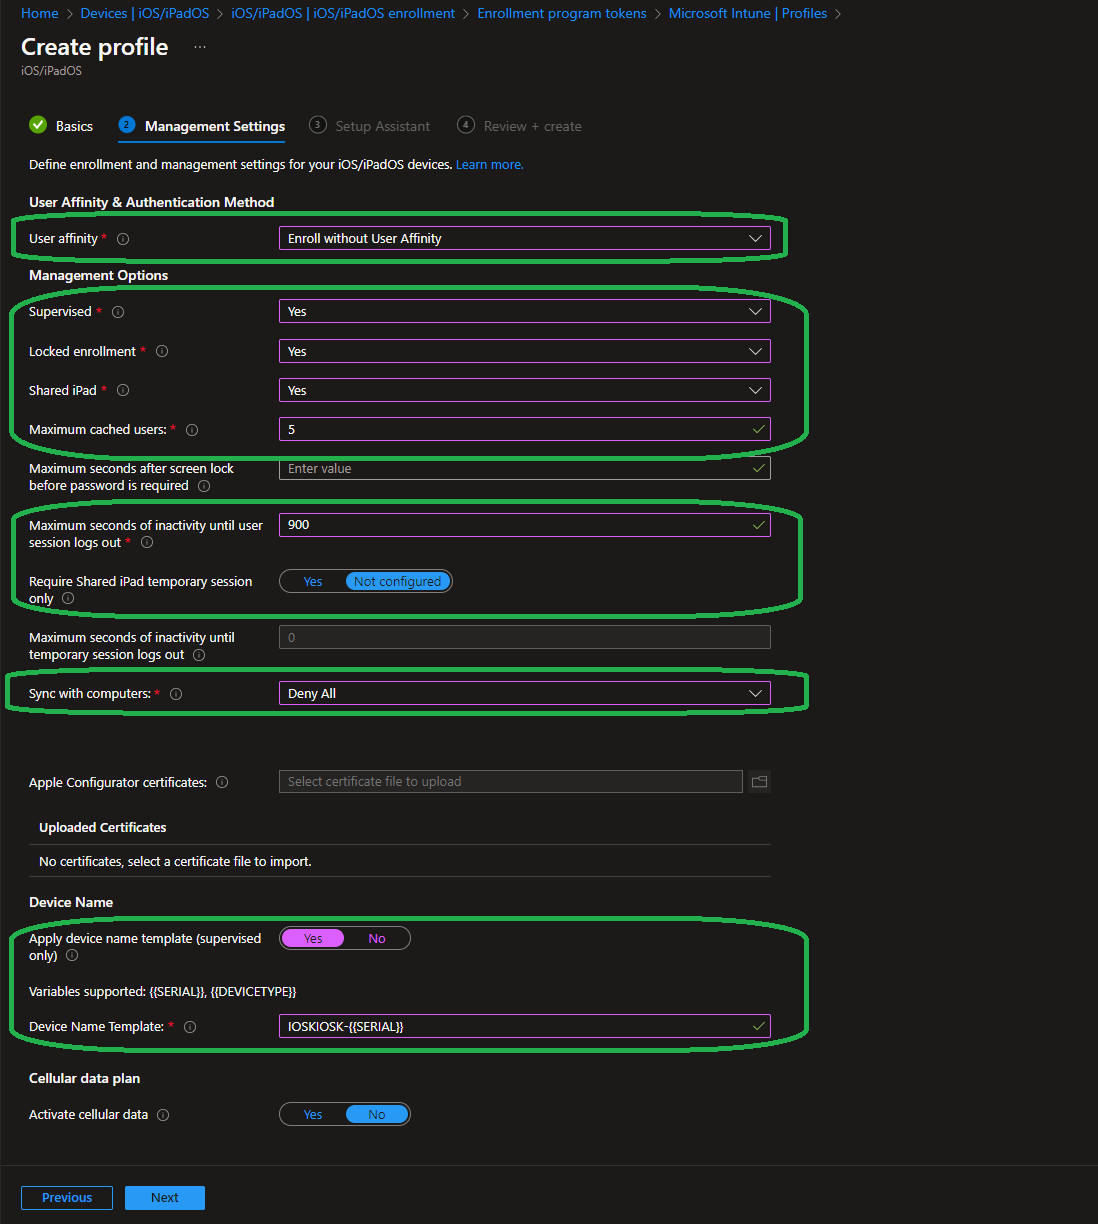 Home > Devices | iOS/iPadOS > iOS/iPadOS | iOS/iPadOS enrollment > Enrollment program tokens > Microsoft Intune | Profiles >
Create profile ...
iOS/iPadOS
Basics 2 Management Settings 3 Setup Assistant 4 Review + create
Define enrollment and management settings for your iOS/iPadOS devices. Learn more.
User Affinity & Authentication Method
User affinity * Enroll without User Affinity
Management Options
Supervised * Yes
Locked enrollment * Yes
Shared iPad * Yes
Maximum cached users: * 5
Maximum seconds after screen lock Enter value
before password is required
Maximum seconds of inactivity until user 900
session logs out *
Require Shared iPad temporary session Yes Not configured
only
Maximum seconds of inactivity until 0
temporary session logs out
Sync with computers: * Deny All
Apple Configurator certificates: Select certificate file to upload
Uploaded Certificates
No certificates, select a certificate file to import.
Device Name
Apply device name template (supervised Yes No
only)
Variables supported: {{SERIAL}}, {{DEVICETYPE}}
Device Name Template: * IOSKIOSK-{{SERIAL}}
Cellular data plan
Activate cellular data Yes No
Previous Next